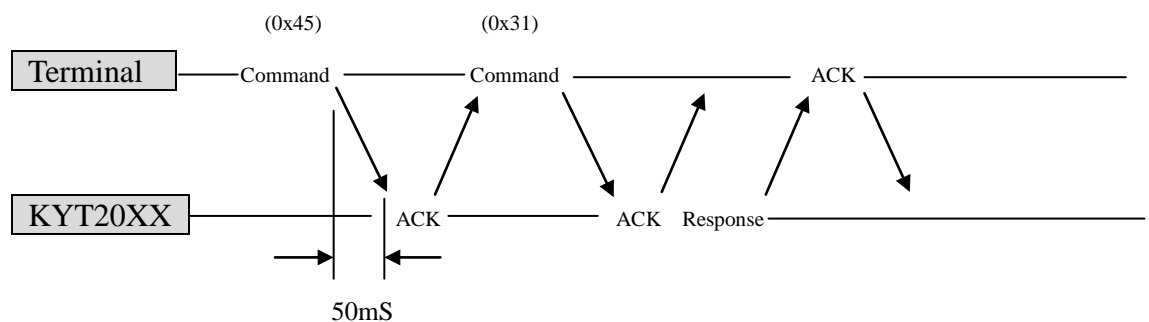 (0x45) (0x31)
Terminal Command Command ACK
KYT20XX ACK ACK Response
50mS